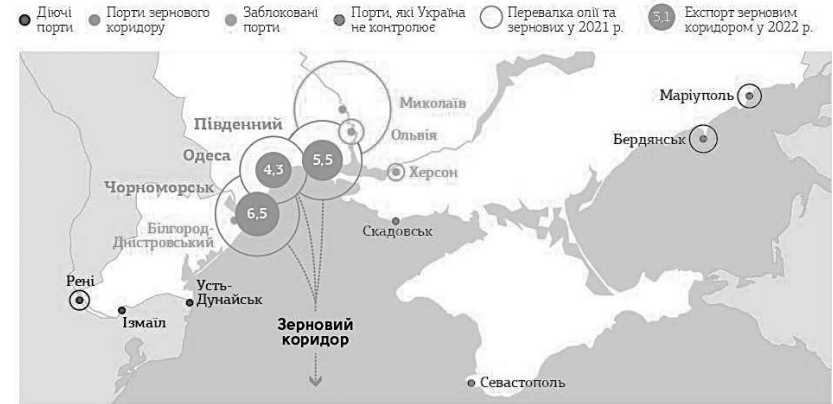 Діючі
порти
Порти зернового
коридору
Заблоковані
порти
Порти, які Україна
не контролює
Перевалка олії та
зернових у 2021 р.
5,1
Експорт зерновим
коридором у 2022 р.
Миколаїв
Маріуполь
Південний
Ольвія
Бердянськ
Одеса
5,5
4,3
Херсон
Чорноморськ
6,5
Білгород-
Дністровський
Скадовськ
Рені
Усть-
Дунайськ
Ізмаїл
Зерновий
коридор
Севастополь